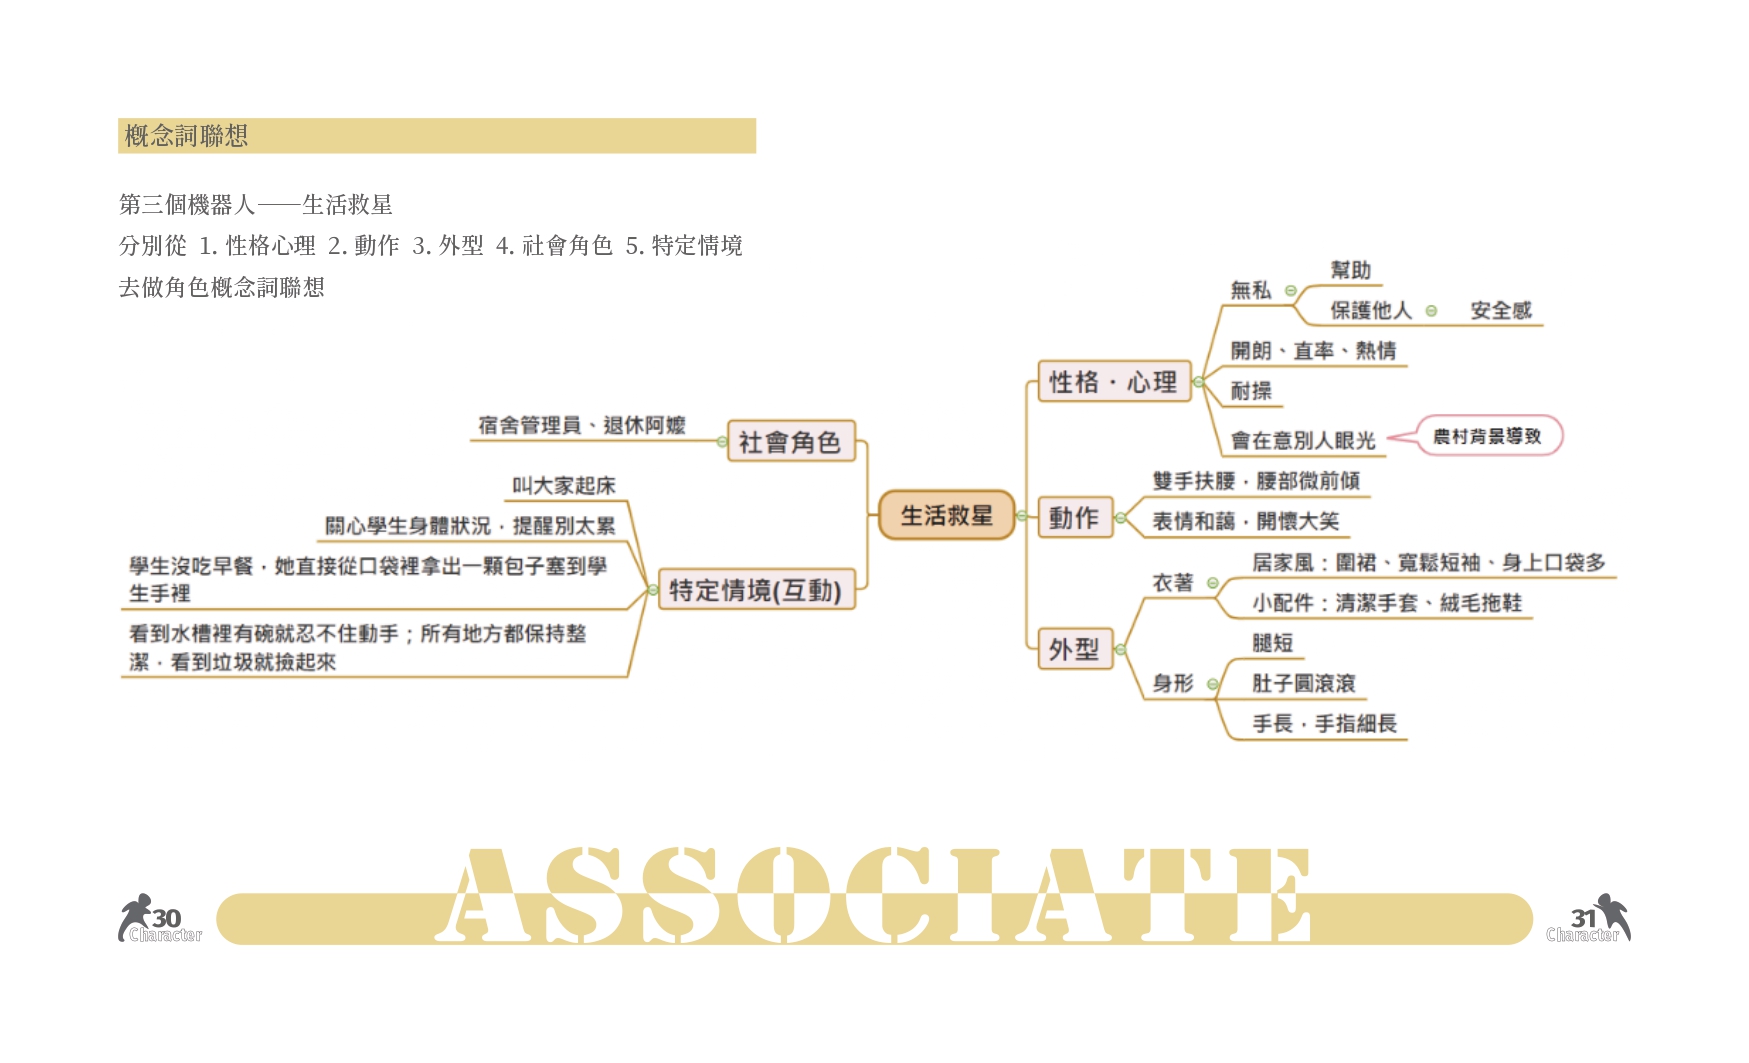 概念詞聯想
第三個機器人——生活救星
分別從 1. 性格心理 2. 動作 3. 外型 4. 社會角色 5. 特定情境
去做角色概念詞聯想
生活救星
性格・心理
無私
幫助
保護他人
安全感
開朗、直率、熱情
耐操
會在意別人眼光
農村背景導致
動作
雙手扶腰，腰部微前傾
表情和藹，開懷大笑
外型
衣著
居家風：圍裙、寬鬆短袖、身上口袋多
小配件：清潔手套、絨毛拖鞋
身形
腿短
肚子圓滾滾
手長，手指細長
社會角色
宿舍管理員、退休阿嬤
特定情境(互動)
叫大家起床
關心學生身體狀況，提醒別太累
學生沒吃早餐，她直接從口袋裡拿出一顆包子塞到學
生手裡
看到水槽裡有碗就忍不住動手；所有地方都保持整
潔，看到垃圾就撿起來
ASSOCIATE
30
Character
31
Character